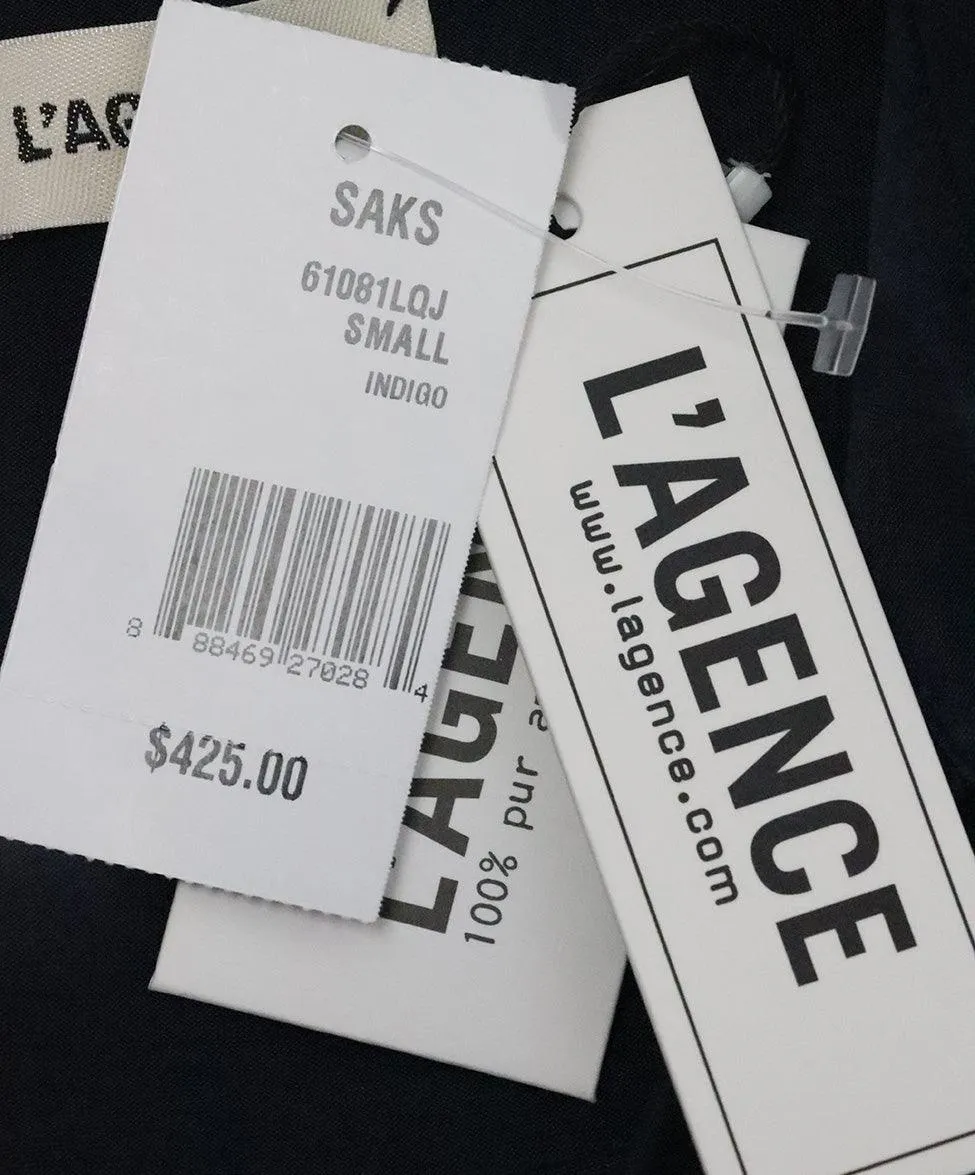 L'AG
SAKS
61081LQJ
SMALL
INDIGO
8 88469 27028 4
$425.00
L'AGENCE
www.lagence.com
L'AGEN
100% pur